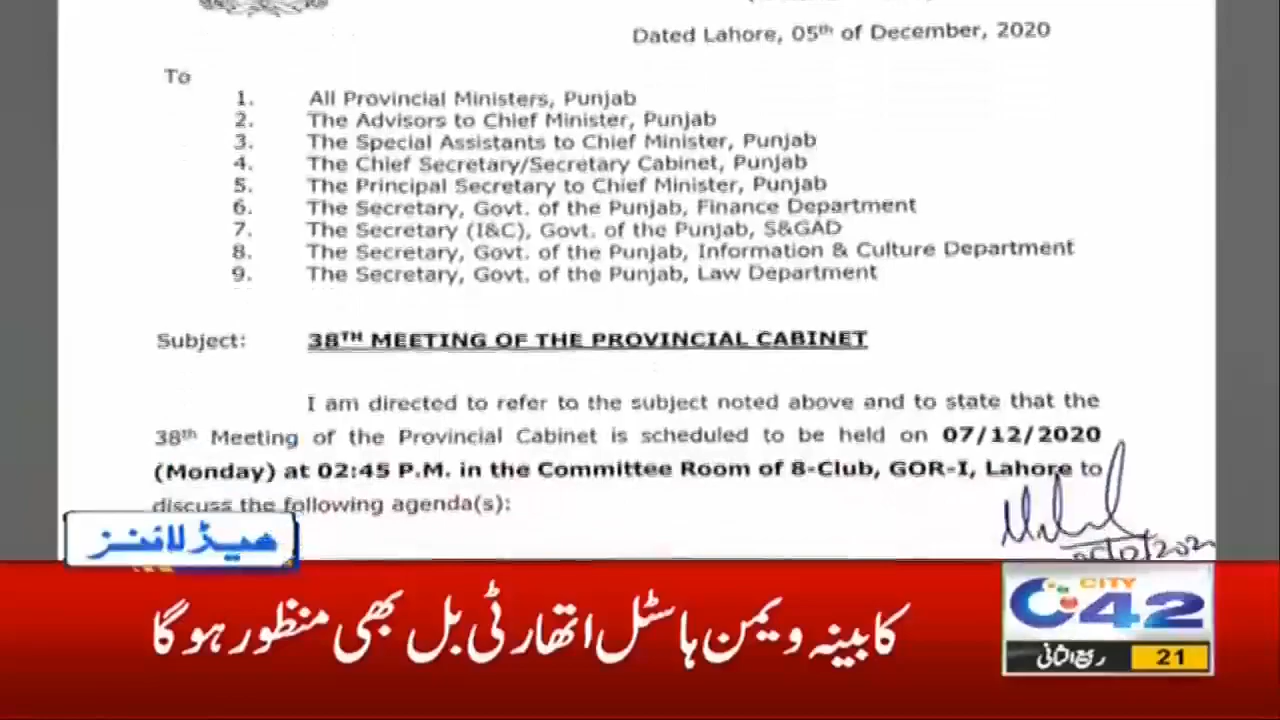 Dated Lahore, 05th of December, 2020
To
1. All Provincial Ministers, Punjab
2. The Advisors to Chief Minister, Punjab
3. The Special Assistants to Chief Minister, Punjab
4. The Chief Secretary/Secretary Cabinet, Punjab
5. The Principal Secretary to Chief Minister, Punjab
6. The Secretary, Govt. of the Punjab, Finance Department
7. The Secretary (I&C), Govt. of the Punjab, S&GAD
8. The Secretary, Govt. of the Punjab, Information & Culture Department
9. The Secretary, Govt. of the Punjab, Law Department
Subject: 38TH MEETING OF THE PROVINCIAL CABINET
I am directed to refer to the subject noted above and to state that the
38th Meeting of the Provincial Cabinet is scheduled to be held on 07/12/2020
(Monday) at 02:45 P.M. in the Committee Room of 8-Club, GOR-I, Lahore to
discuss the following agenda(s):
ہیڈلائنز
کابینہ ویمن ہاسٹل اتھارٹی بل بھی منظور ہوگا
CITY
42
ربیع الثانی 21